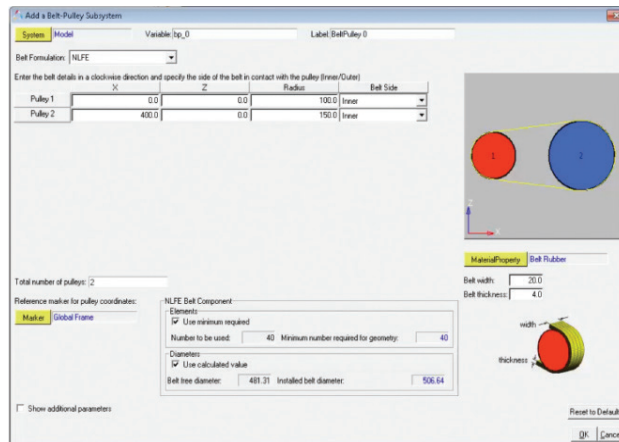 Add a Belt-Pulley Subsystem
System Model Variable: bp_0 Label: BeltPulley 0
Belt Formulation: NLFE
Enter the belt details in a clockwise direction and specify the side of the belt in contact with the pulley (Inner/Outer)
X Z Radius Belt Side
Pulley 1 0.0 0.0 100.0 Inner
Pulley 2 400.0 0.0 150.0 Inner
1 2
Z
X
MaterialProperty Belt Rubber
Belt width: 20.0
Belt thickness: 4.0
width
thickness
Total number of pulleys: 2
Reference marker for pulley coordinates:
Marker Global Frame
NLFE Belt Component
Elements
Use minimum required
Number to be used: 40 Minimum number required for geometry: 40
Diameters
Use calculated value
Belt free diameter: 481.31 Installed belt diameter: 506.64
Show additional parameters
Reset to Default
OK Cance